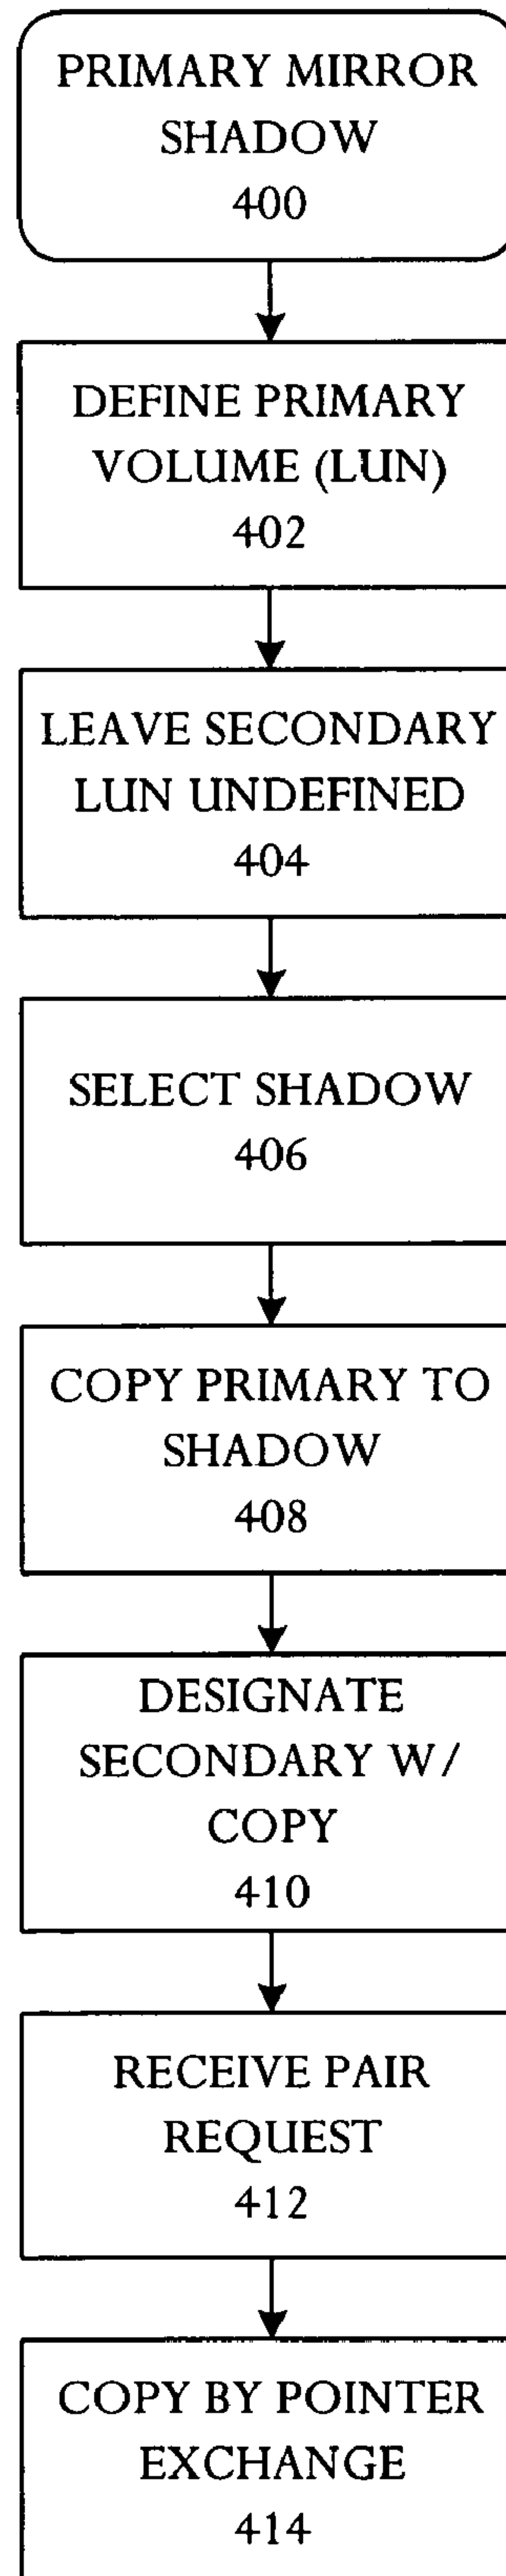 PRIMARY MIRROR
SHADOW
400
DEFINE PRIMARY
VOLUME (LUN)
402
LEAVE SECONDARY
LUN UNDEFINED
404
SELECT SHADOW
406
COPY PRIMARY TO
SHADOW
408
DESIGNATE
SECONDARY W/
COPY
410
RECEIVE PAIR
REQUEST
412
COPY BY POINTER
EXCHANGE
414